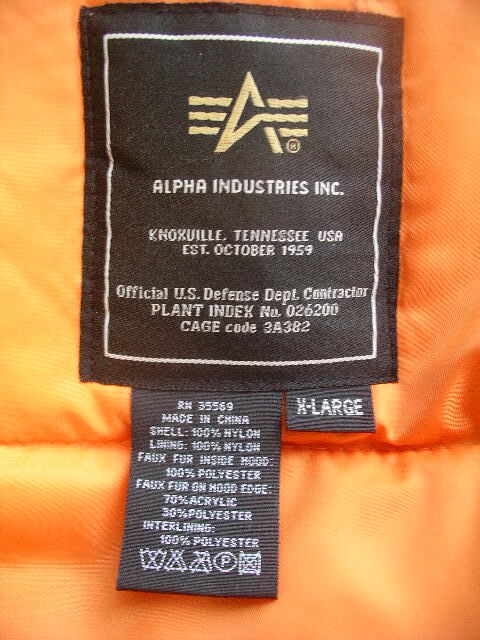 ALPHA INDUSTRIES INC.
KNOXVILLE, TENNESSEE USA
EST. OCTOBER 1959
Official U.S. Defense Dept. Contractor
PLANT INDEX No. 026200
CAGE code 3A382
X-LARGE
RN 35569
MADE IN CHINA
SHELL: 100% NYLON
LINING: 100% NYLON
FAUX FUR INSIDE HOOD:
100% POLYESTER
FAUX FUR ON HOOD EDGE:
70% ACRYLIC
30% POLYESTER
INTERLINING:
100% POLYESTER